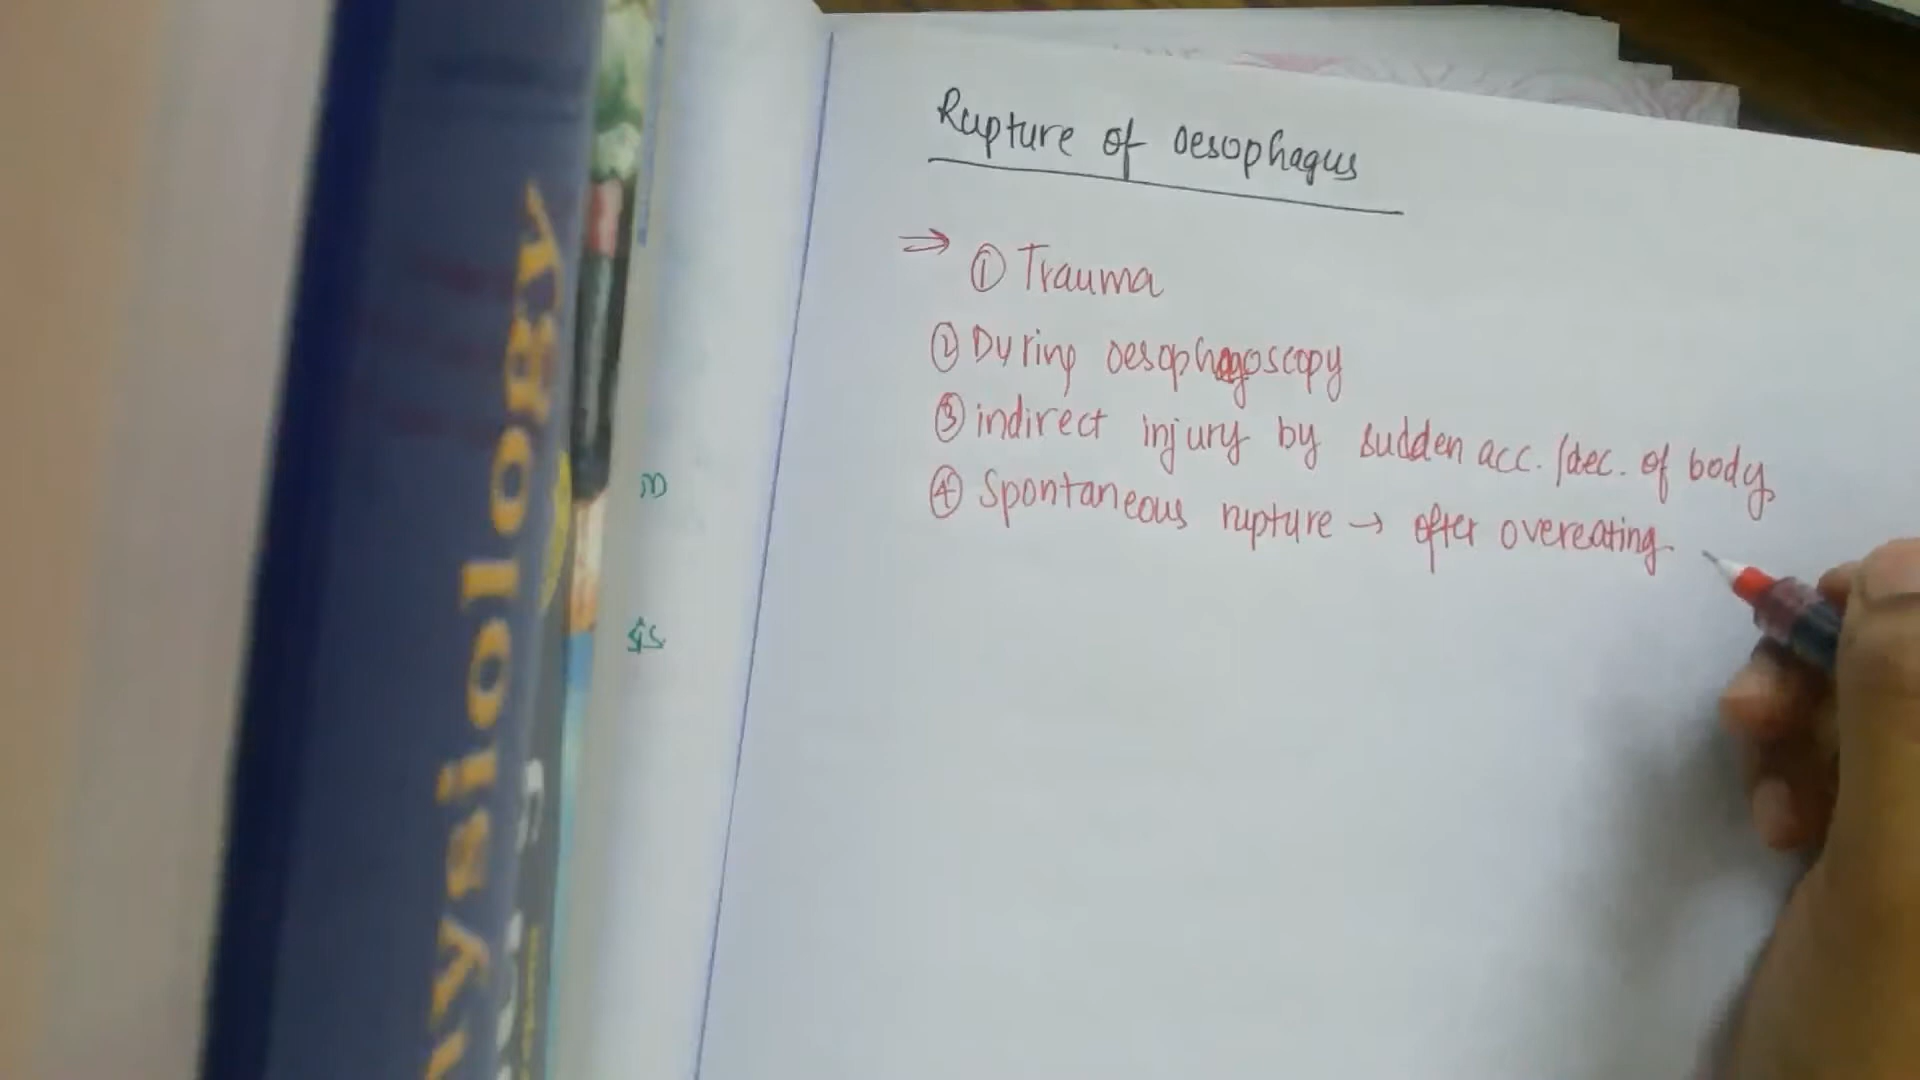 Rupture of oesophagus
⇒ ① Trauma
② During oesophagoscopy
③ indirect injury by sudden acc. /dec. of body
④ Spontaneous rupture → after overeating
ysiology